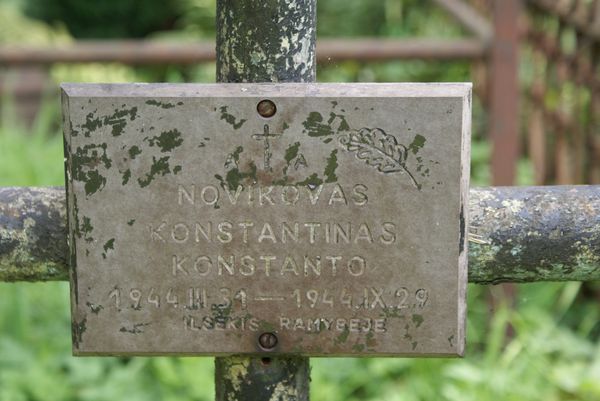 A A
NOVIKOVAS
KONSTANTINAS
KONSTANTO
1944.III.31—1944.IX.29
ILSĖKIS RAMYBĖJE